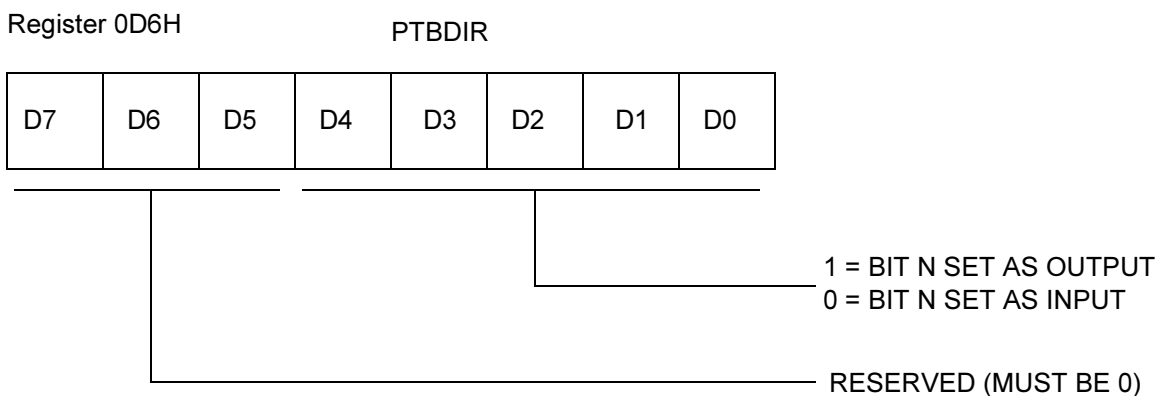 Register 0D6H
PTBDIR
D7 D6 D5 D4 D3 D2 D1 D0
1 = BIT N SET AS OUTPUT
0 = BIT N SET AS INPUT
RESERVED (MUST BE 0)